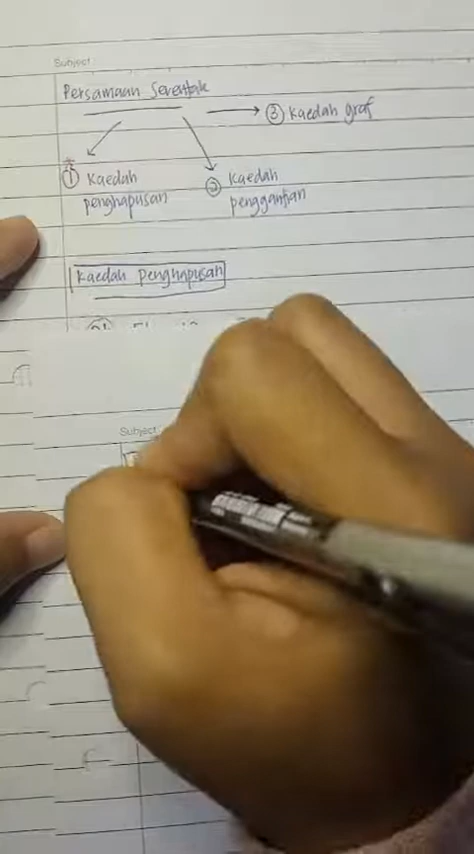 Subject:
Persamaan Serentak
③ Kaedah graf
* ① Kaedah
penghapusan
② Kaedah
penggantian
Kaedah Penghapusan
Subject: